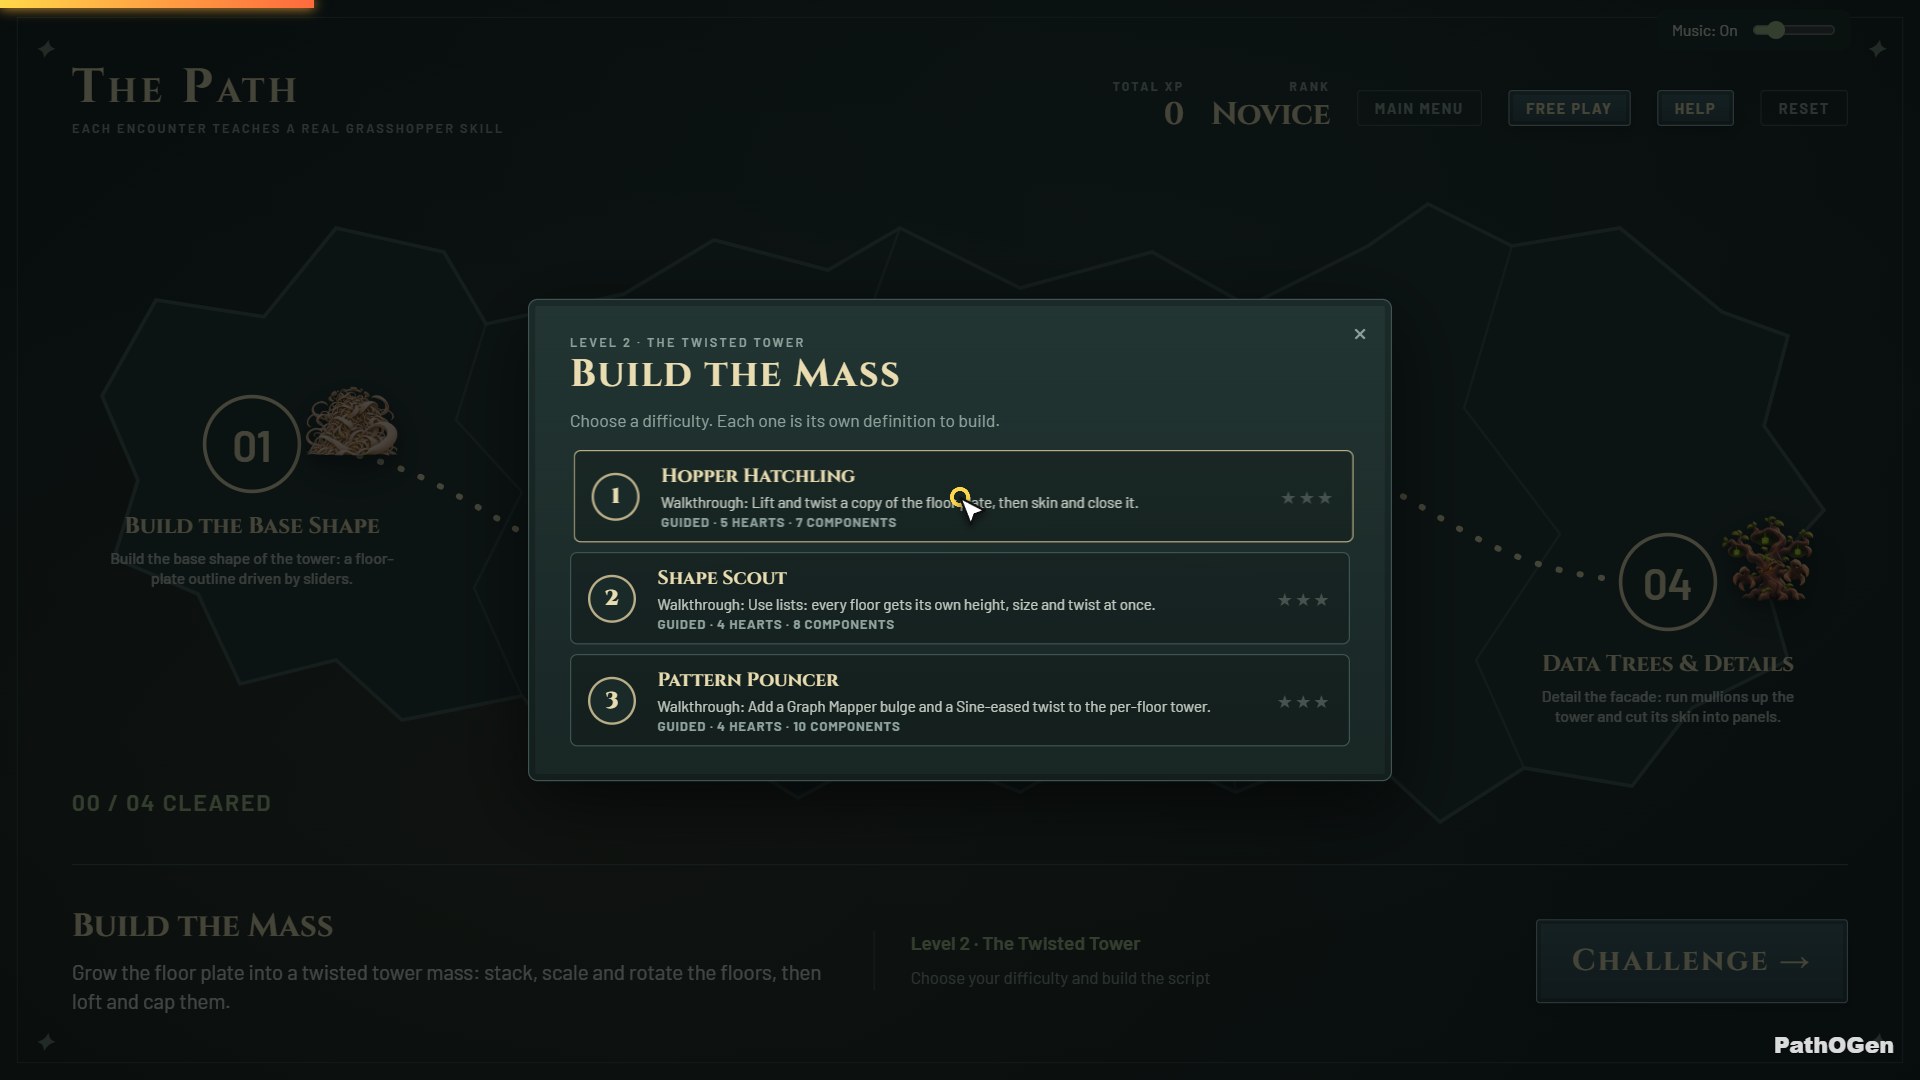 Music: On
The Path
EACH ENCOUNTER TEACHES A REAL GRASSHOPPER SKILL
TOTAL XP
0
RANK
Novice
MAIN MENU
FREE PLAY
HELP
RESET
LEVEL 2 · THE TWISTED TOWER
Build the Mass
Choose a difficulty. Each one is its own definition to build.
1
Hopper Hatchling
Walkthrough: Lift and twist a copy of the floor plate, then skin and close it.
GUIDED · 5 HEARTS · 7 COMPONENTS
2
Shape Scout
Walkthrough: Use lists: every floor gets its own height, size and twist at once.
GUIDED · 4 HEARTS · 8 COMPONENTS
3
Pattern Pouncer
Walkthrough: Add a Graph Mapper bulge and a Sine-eased twist to the per-floor tower.
GUIDED · 4 HEARTS · 10 COMPONENTS
01
Build the Base Shape
Build the base shape of the tower: a floor-
plate outline driven by sliders.
04
Data Trees & Details
Detail the facade: run mullions up the
tower and cut its skin into panels.
00 / 04 CLEARED
Build the Mass
Grow the floor plate into a twisted tower mass: stack, scale and rotate the floors, then
loft and cap them.
Level 2 · The Twisted Tower
Choose your difficulty and build the script
Challenge →
PathOGen